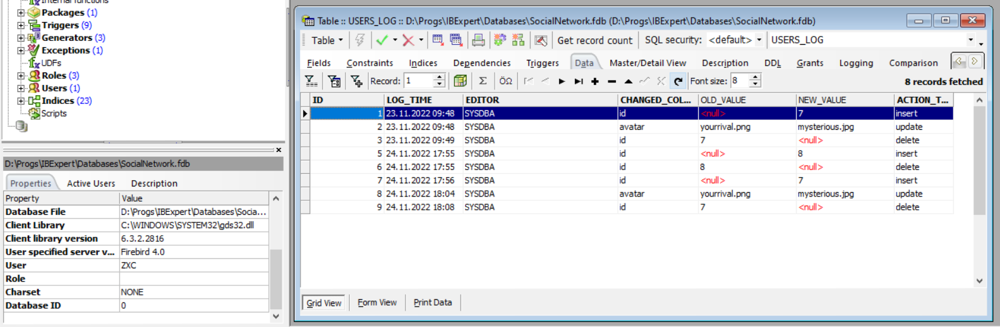 Internal functions
Packages (1)
Triggers (9)
Generators (3)
Exceptions (1)
UDFs
Roles (3)
Users (1)
Indices (23)
Scripts
D:\Progs\IBExpert\Databases\SocialNetwork.fdb
Properties Active Users Description
Property Value
Database File D:\Progs\IBExpert\Databases\Socia...
Client Library C:\WINDOWS\SYSTEM32\gds32.dll
Client library version 6.3.2.2816
User specified server v... Firebird 4.0
User ZXC
Role
Charset NONE
Database ID 0
Table :: USERS_LOG :: D:\Progs\IBExpert\Databases\SocialNetwork.fdb (D:\Progs\IBExpert\Databases\SocialNetwork.fdb)
Table Get record count SQL security: <default> USERS_LOG
Fields Constraints Indices Dependencies Triggers Data Master/Detail View Description DDL Grants Logging Comparison
Record: 1 Σ ÖΩ Font size: 8 8 records fetched
ID LOG_TIME EDITOR CHANGED_COL... OLD_VALUE NEW_VALUE ACTION_T...
1 23.11.2022 09:48 SYSDBA id <null> 7 insert
2 23.11.2022 09:48 SYSDBA avatar yourrival.png mysterious.jpg update
3 23.11.2022 09:49 SYSDBA id 7 <null> delete
5 24.11.2022 17:55 SYSDBA id <null> 8 insert
6 24.11.2022 17:55 SYSDBA id 8 <null> delete
7 24.11.2022 17:56 SYSDBA id <null> 7 insert
8 24.11.2022 18:04 SYSDBA avatar yourrival.png mysterious.jpg update
9 24.11.2022 18:08 SYSDBA id 7 <null> delete
Grid View Form View Print Data